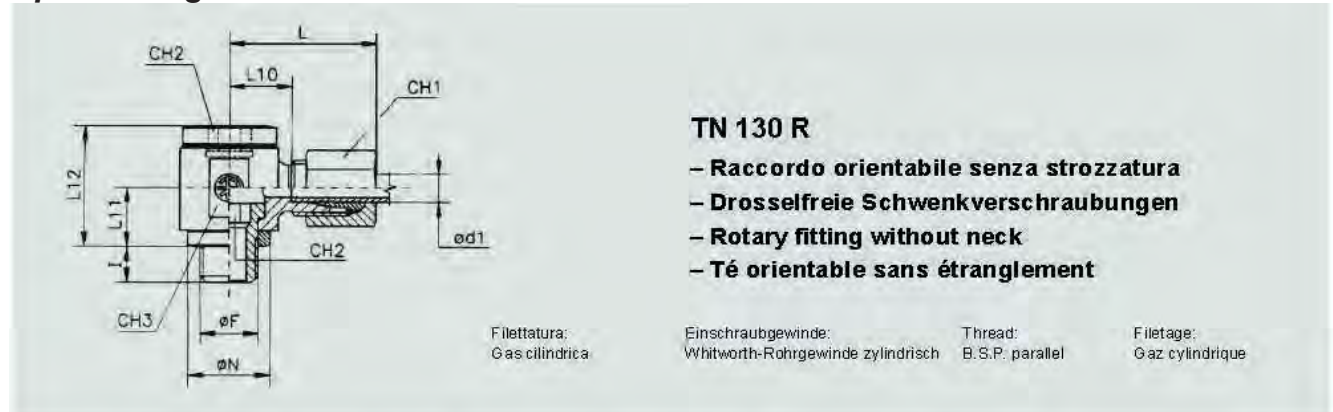 L
CH2
L10
CH1
L12
L11
I
ød1
CH2
CH3
øF
øN
TN 130 R
– Raccordo orientabile senza strozzatura
– Drosselfreie Schwenkverschraubungen
– Rotary fitting without neck
– Té orientable sans étranglement
Filettatura: Einschraubgewinde: Thread: Filetage:
Gas cilindrica Whitworth-Rohrgewinde zylindrisch B.S.P. parallel Gaz cylindrique